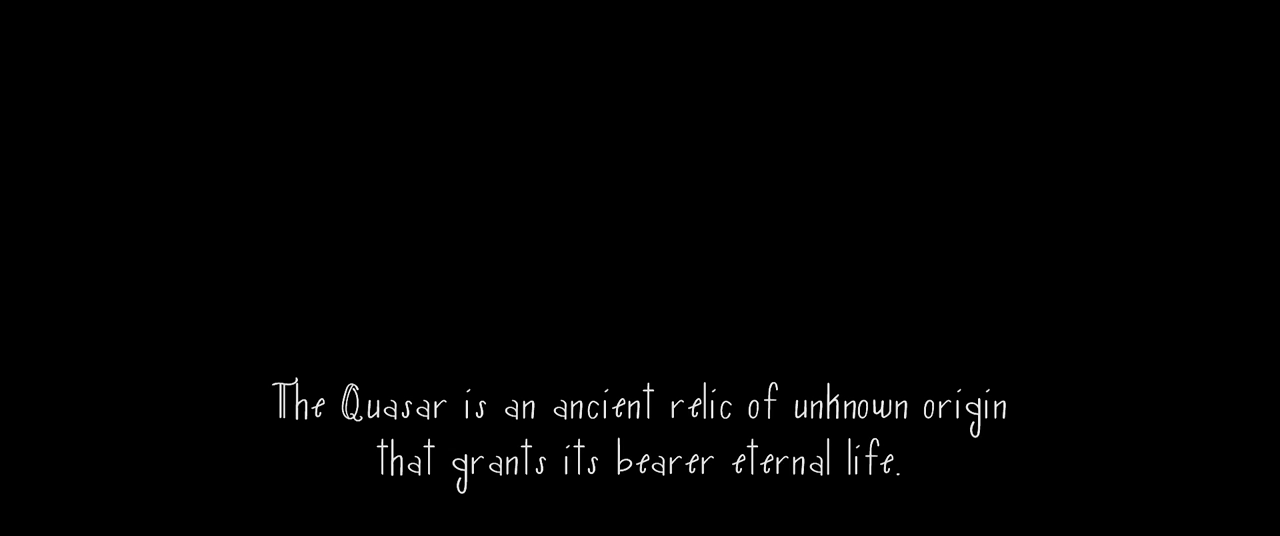 The Quasar is an ancient relic of unknown origin
that grants its bearer eternal life.